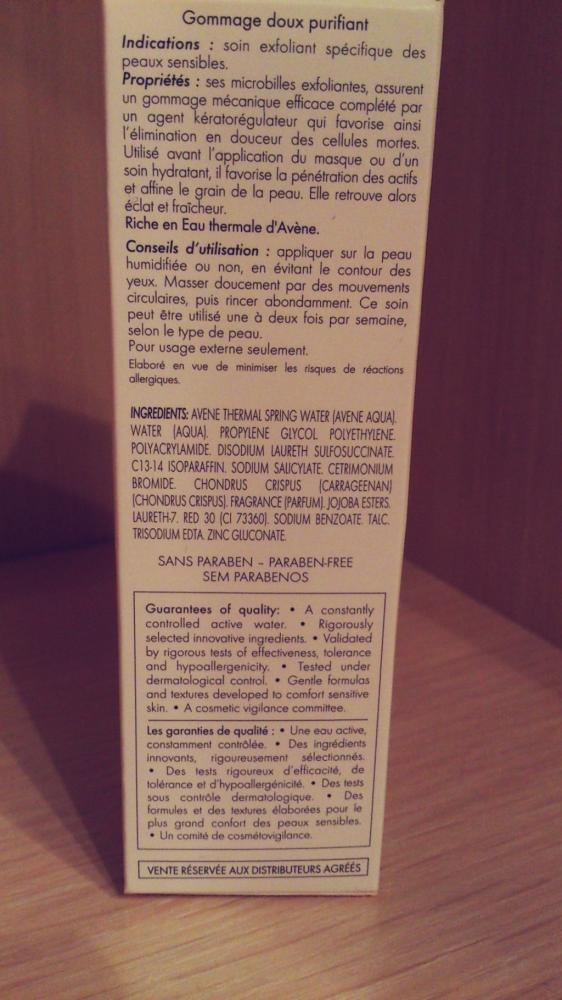 Gommage doux purifiant
Indications : soin exfoliant spécifique des
peaux sensibles.
Propriétés : ses microbilles exfoliantes, assurent
un gommage mécanique efficace complété par
un agent kératorégulateur qui favorise ainsi
l'élimination en douceur des cellules mortes.
Utilisé avant l'application du masque ou d'un
soin hydratant, il favorise la pénétration des actifs
et affine le grain de la peau. Elle retrouve alors
éclat et fraîcheur.
Riche en Eau thermale d'Avène.
Conseils d'utilisation : appliquer sur la peau
humidifiée ou non, en évitant le contour des
yeux. Masser doucement par des mouvements
circulaires, puis rincer abondamment. Ce soin
peut être utilisé une à deux fois par semaine,
selon le type de peau.
Pour usage externe seulement.
Elaboré en vue de minimiser les risques de réactions
allergiques.
INGREDIENTS: AVENE THERMAL SPRING WATER (AVENE AQUA).
WATER (AQUA). PROPYLENE GLYCOL. POLYETHYLENE.
POLYACRYLAMIDE. DISODIUM LAURETH SULFOSUCCINATE.
C13-14 ISOPARAFFIN. SODIUM SALICYLATE. CETRIMONIUM
BROMIDE. CHONDRUS CRISPUS (CARRAGEENAN)
(CHONDRUS CRISPUS). FRAGRANCE (PARFUM). JOJOBA ESTERS.
LAURETH-7. RED 30 (CI 73360). SODIUM BENZOATE. TALC.
TRISODIUM EDTA. ZINC GLUCONATE.
SANS PARABEN - PARABEN-FREE
SEM PARABENOS
Guarantees of quality: • A constantly
controlled active water. • Rigorously
selected innovative ingredients. • Validated
by rigorous tests of effectiveness, tolerance
and hypoallergenicity. • Tested under
dermatological control. • Gentle formulas
and textures developed to comfort sensitive
skin. • A cosmetic vigilance committee.
Les garanties de qualité : • Une eau active,
constamment contrôlée. • Des ingrédients
innovants, rigoureusement sélectionnés.
• Des tests rigoureux d'efficacité, de
tolérance et d'hypoallergénicité. • Des tests
sous contrôle dermatologique. • Des
formules et des textures élaborées pour le
plus grand confort des peaux sensibles.
• Un comité de cosmétovigilance.
VENTE RÉSERVÉE AUX DISTRIBUTEURS AGRÉÉS